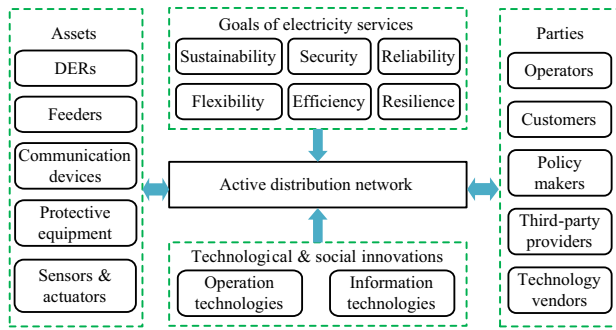 Assets
DERs
Feeders
Communication
devices
Protective
equipment
Sensors &
actuators
Goals of electricity services
Sustainability
Security
Reliability
Flexibility
Efficiency
Resilience
Active distribution network
Technological & social innovations
Operation
technologies
Information
technologies
Parties
Operators
Customers
Policy
makers
Third-party
providers
Technology
vendors